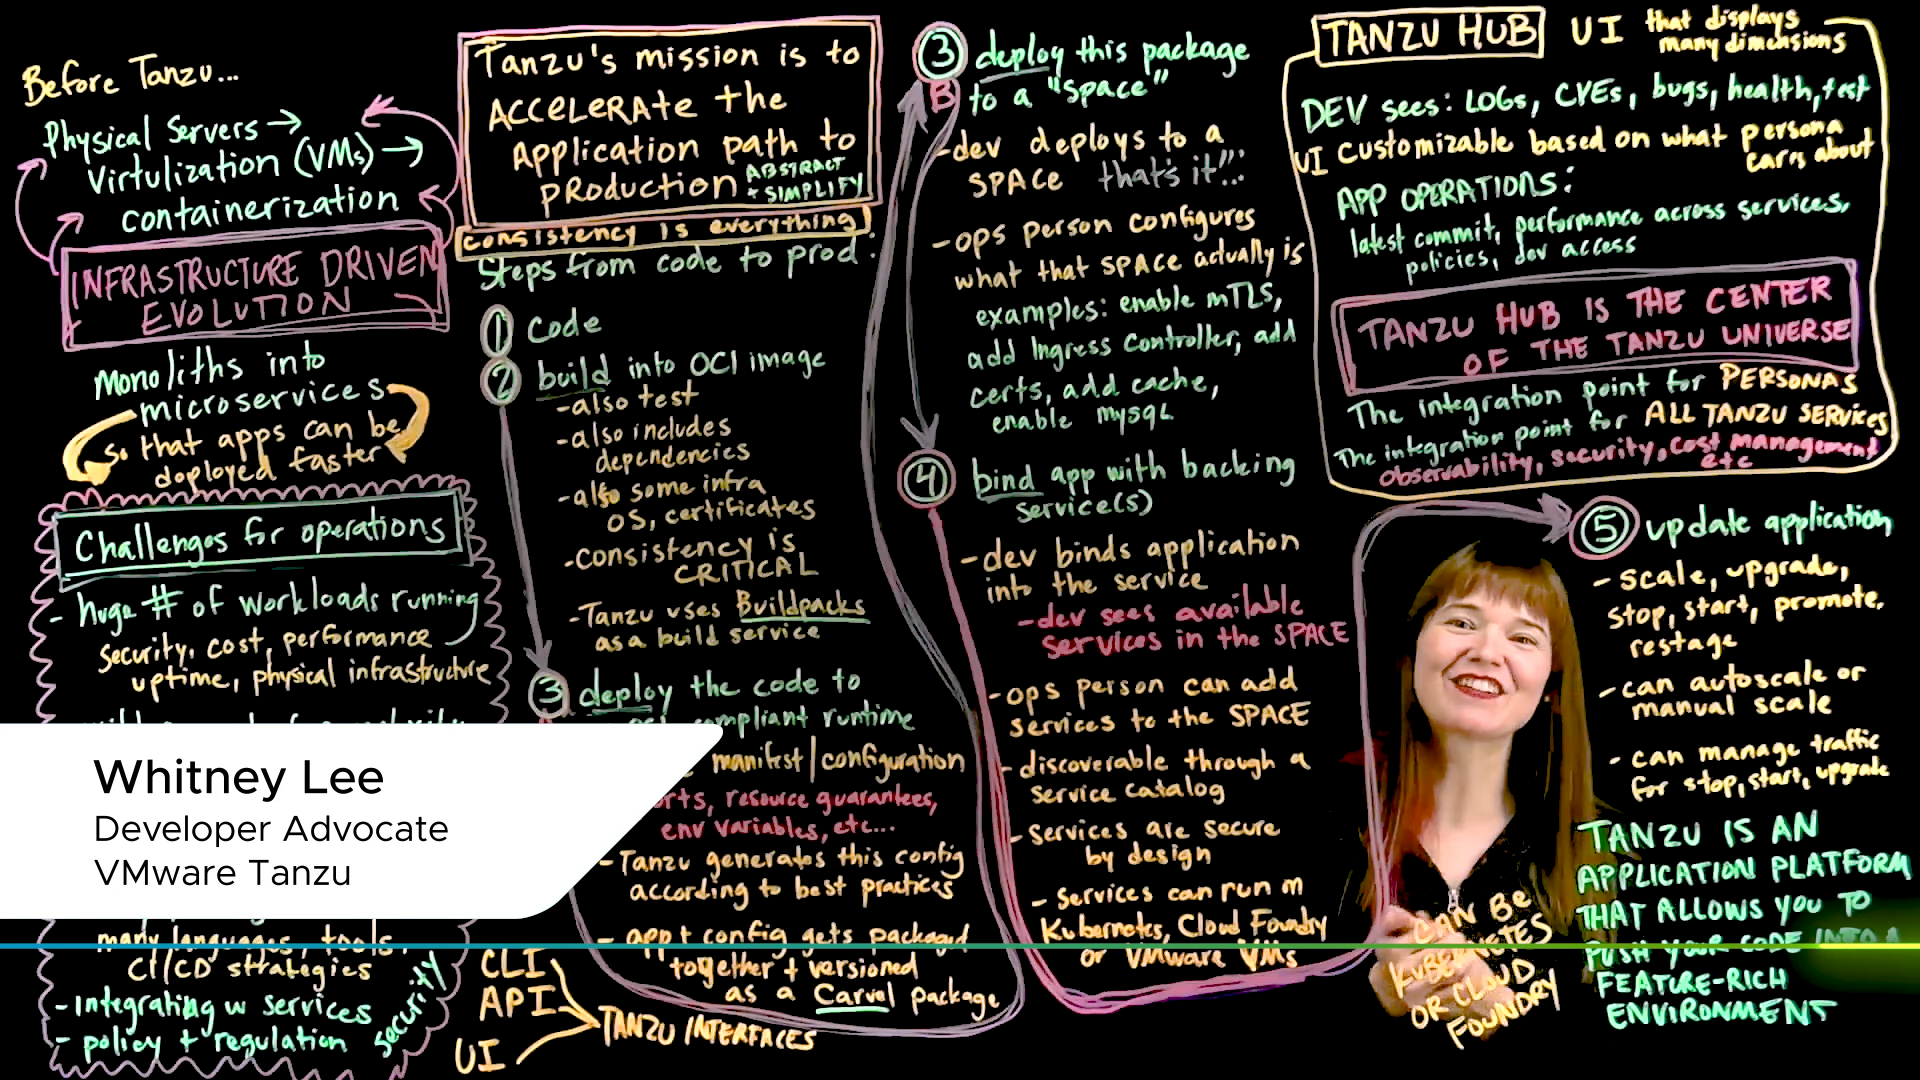 Before Tanzu...
Physical Servers →
Virtulization (VMs) →
containerization
INFRASTRUCTURE DRIVEN
EVOLUTION
Monoliths into
microservices
so that apps can be
doployed faster
Challenges for operations
- huge # of workloads running
security, cost, performance
uptime, physical infrastructure
many languages, tools,
CI/CD strategies
- Integrating w services
- policy + regulation
security
Whitney Lee
Developer Advocate
VMware Tanzu
Tanzu's mission is to
ACCELERAte the
Application path to
production
ABSTRACT
+ SIMPLIFY
consistency is everything
Steps from code to prod:
① Code
② build into OCI image
- also test
- also includes
dependencies
- also some infra
OS, certificates
- consistency is
CRITICAL
- Tanzu uses Buildpacks
as a build service
③ deploy the code to
compliant runtime
manifest/configuration
resource guarantees,
env variables, etc...
- Tanzu generates this config
according to best practices
- app + config gets packaged
together + versioned
as a Carvel package
CLI
API
UI
TANZU INTERFACES
③ deploy this package
B to a "space"
- dev deploys to a
SPACe that's it!!
- ops person configures
what that SPACe actually is
examples: enable mTLS,
add Ingress Controller, add
certs, add cache,
enable mysql
④ bind app with backing
service(s)
- dev binds application
into the service
- dev sees available
services in the SPACE
- ops person can add
services to the SPACE
- discoverable through a
service catalog
- Services are secure
by design
- Services can run in
Kubernetes, Cloud Foundry
or VMware VMs
TANZU HUB UI that displays
many dimensions
DEV sees: LOGs, CVEs, bugs, health, test
UI customizable based on what persona
cares about
APP OPERATIONS:
latest commit, performance across services,
policies, dev access
TANZU HUB IS THE CENTER
OF THE TANZU UNIVERSE
The integration point for PERSONAS
The integration point for ALL TANZU SERVICES
Observability, security, cost management
etc
⑤ update application
- scale, upgrade,
stop, start, promote,
restage
- can autoscale or
manual scale
- can manage traffic
for stop, start, upgrade
TANZU IS AN
APPLICATION PLATFORM
THAT ALLOWS YOU TO
PUSH YOUR CODE INTO A
FEATURE-RICH
ENVIRONMENT
CAN BE
KUBERNETES
OR CLOUD
FOUNDRY